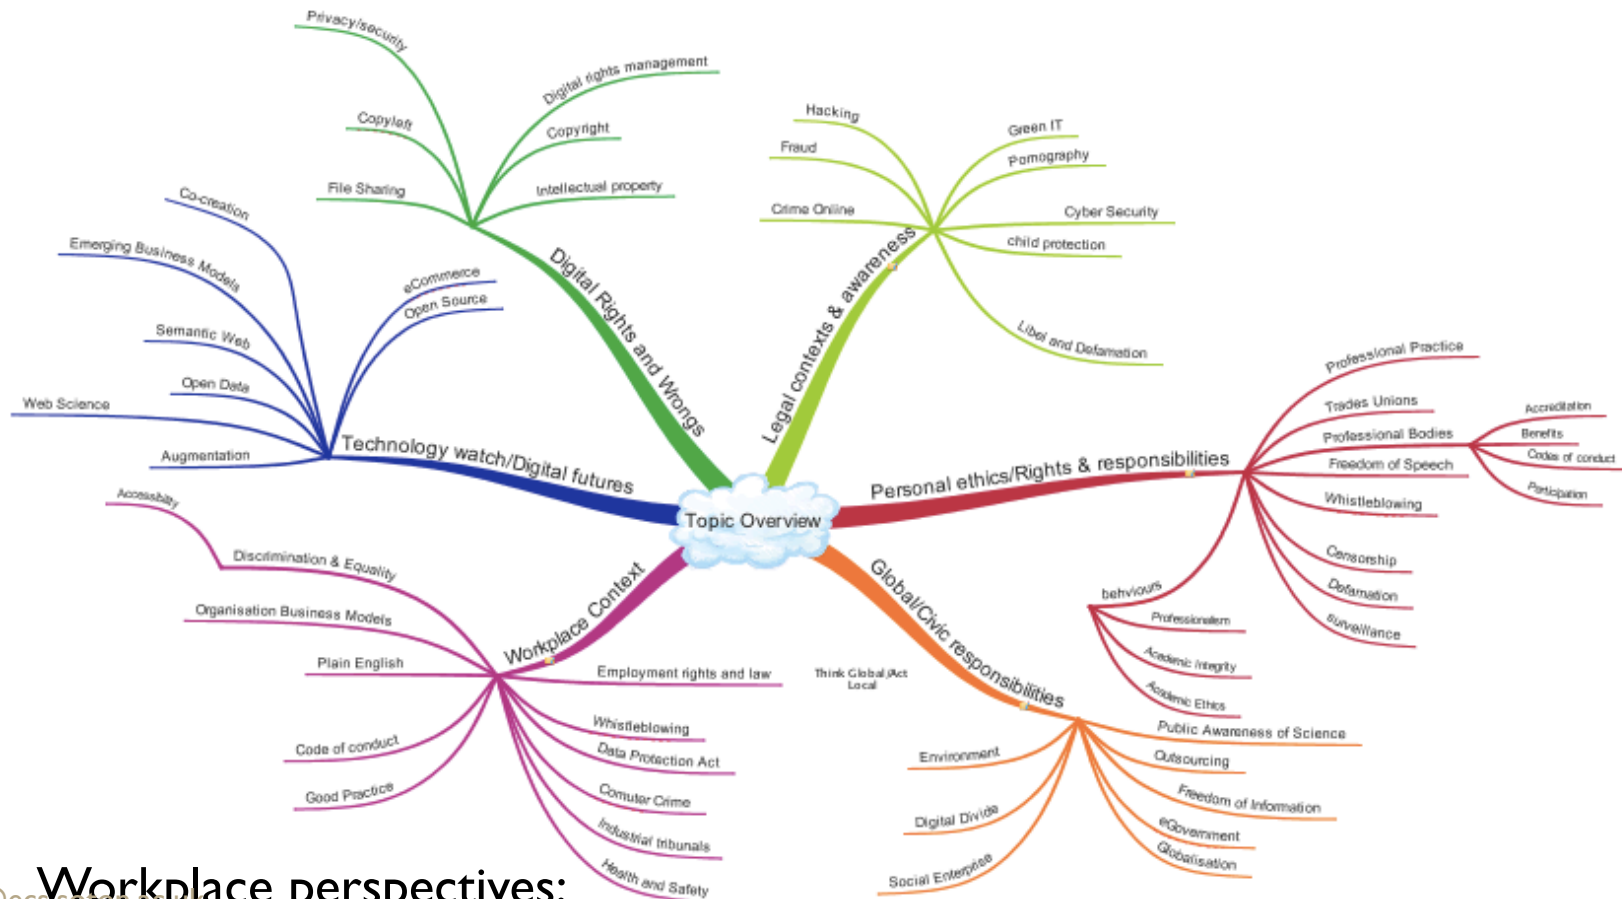 Topic Overview
Digital Rights and Wrongs
Privacy/security
Copyleft
File Sharing
Digital rights management
Copyright
Intellectual property
Legal contexts & awareness
Hacking
Fraud
Crime Online
Green IT
Pornography
Cyber Security
child protection
Libel and Defamation
Technology watch/Digital futures
Co-creation
Emerging Business Models
Semantic Web
Open Data
Web Science
Augmentation
eCommerce
Open Source
Personal ethics/Rights & responsibilities
Professional Practice
Trades Unions
Professional Bodies
Accreditation
Benefits
Codes of conduct
Participation
Freedom of Speech
Whistleblowing
Censorship
Defamation
surveillance
behviours
Professionalism
Academic Integrity
Academic Ethics
Workplace Context
Accessibility
Discrimination & Equality
Organisation Business Models
Plain English
Code of conduct
Good Practice
Employment rights and law
Whistleblowing
Data Protection Act
Comuter Crime
Industrial tribunals
Health and Safety
Think Global/Act
Local
Global/Civic responsibilities
Environment
Digital Divide
Social Enterprise
Public Awareness of Science
Outsourcing
Freedom of Information
eGovernment
Globalisation
Workplace perspectives: